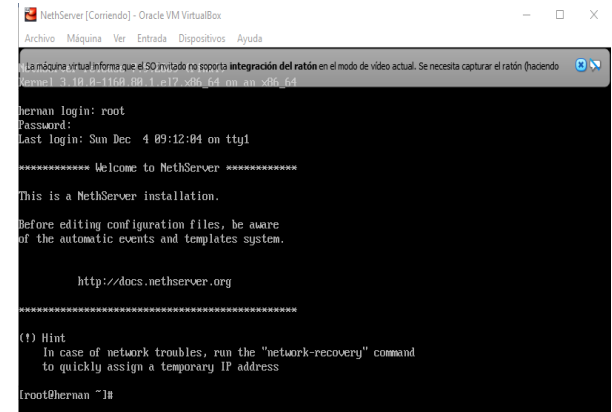 NethServer [Corriendo] - Oracle VM VirtualBox
Archivo Máquina Ver Entrada Dispositivos Ayuda
La máquina virtual informa que el SO invitado no soporta integración del ratón en el modo de vídeo actual. Se necesita capturar el ratón (haciendo
Kernel 3.10.0-1160.80.1.el7.x86_64 on an x86_64
hernan login: root
Password:
Last login: Sun Dec 4 09:12:04 on tty1
************ Welcome to NethServer ************
This is a NethServer installation.
Before editing configuration files, be aware
of the automatic events and templates system.
http://docs.nethserver.org
***********************************************
(!) Hint
In case of network troubles, run the "network-recovery" command
to quickly assign a temporary IP address
[root@hernan ~]#